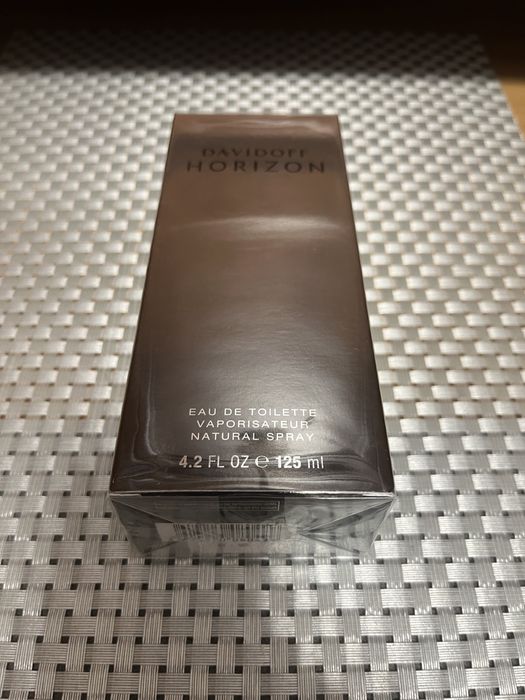 DAVIDOFF
HORIZON
EAU DE TOILETTE
VAPORISATEUR
NATURAL SPRAY
4.2 FL OZ ℮ 125 ml